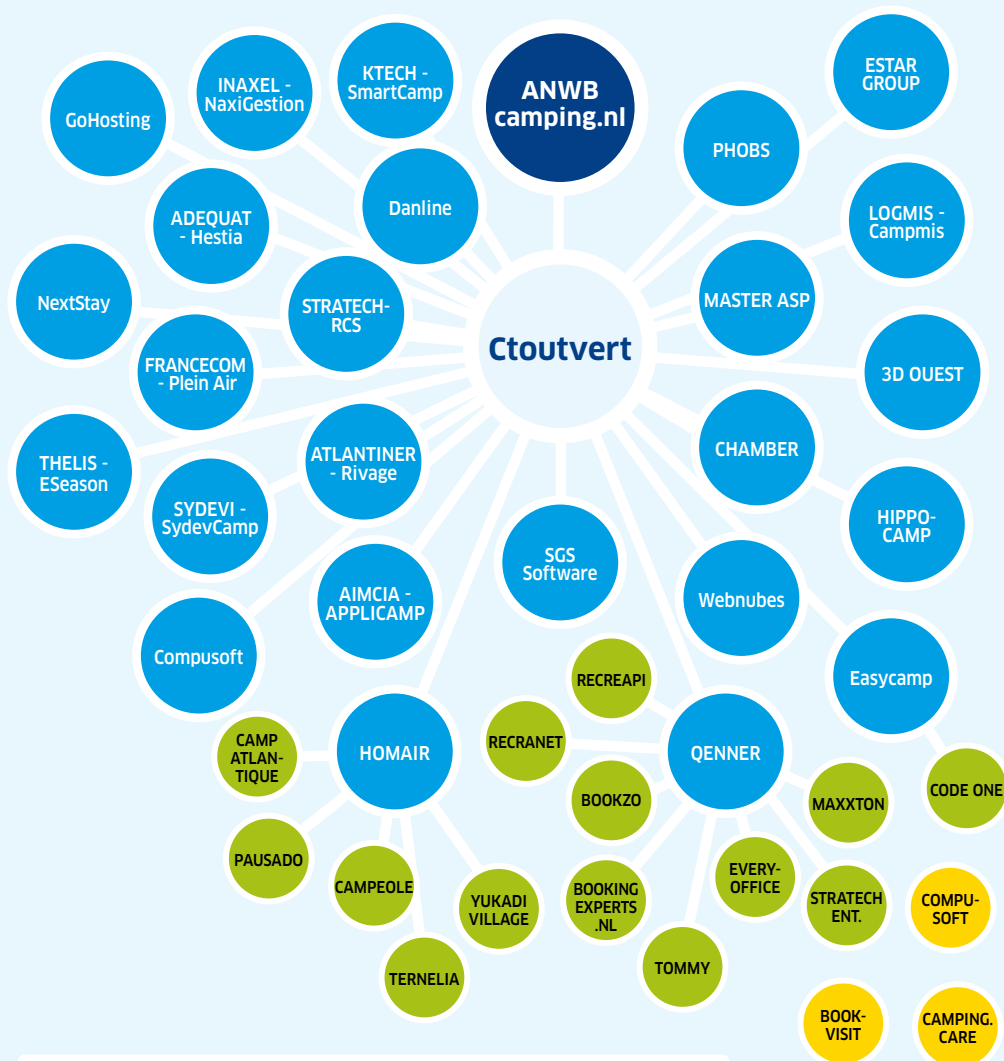 ANWB
camping.nl
ESTAR
GROUP
KTECH -
SmartCamp
INAXEL -
NaxiGestion
GoHosting
PHOBS
Danline
ADEQUAT
- Hestia
LOGMIS -
Campmis
NextStay
STRATECH-
RCS
MASTER ASP
Ctoutvert
FRANCECOM
- Plein Air
3D OUEST
THELIS -
ESeason
ATLANTINER
- Rivage
CHAMBER
SYDEVI -
SydevCamp
HIPPO-
CAMP
SGS
Software
AIMCIA -
APPLICAMP
Webnubes
Compusoft
Easycamp
RECREAPI
RECRANET
CAMP
ATLAN-
TIQUE
HOMAIR
QENNER
BOOKZO
MAXXTON
CODE ONE
PAUSADO
CAMPEOLE
YUKADI
VILLAGE
BOOKING
EXPERTS
.NL
EVERY-
OFFICE
STRATECH
ENT.
COMPU-
SOFT
TERNELIA
TOMMY
BOOK-
VISIT
CAMPING.
CARE